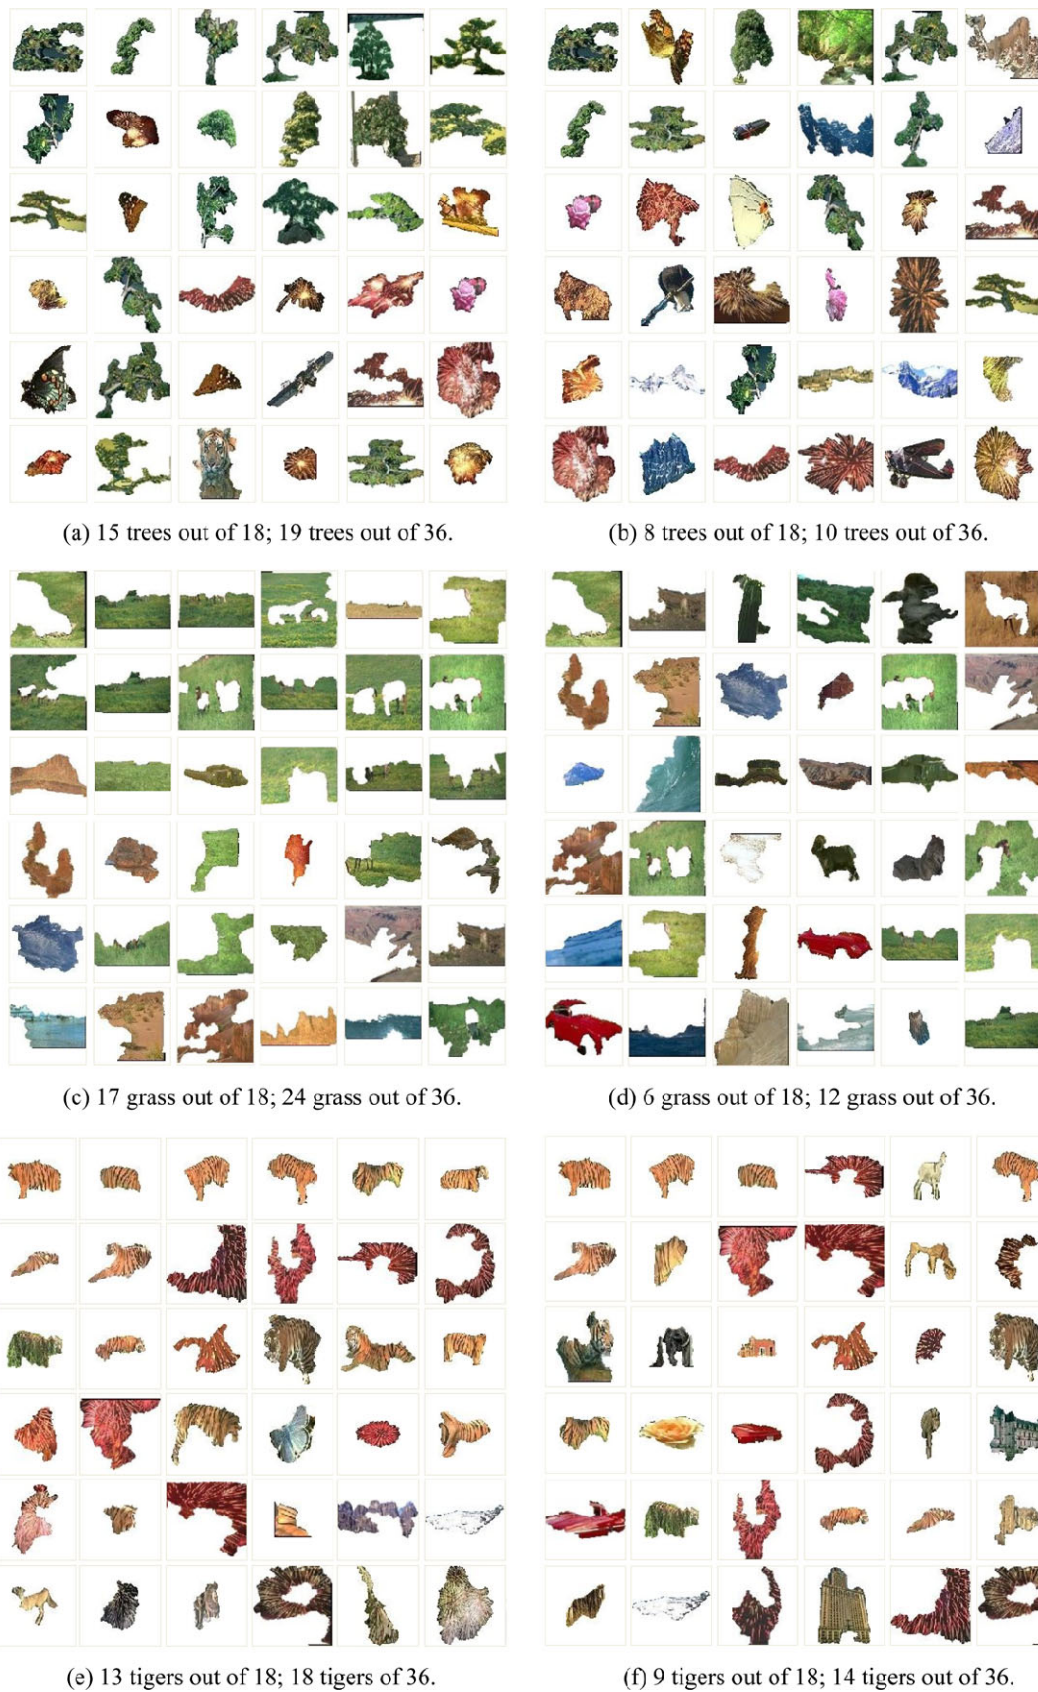 (a) 15 trees out of 18; 19 trees out of 36.
(b) 8 trees out of 18; 10 trees out of 36.
(c) 17 grass out of 18; 24 grass out of 36.
(d) 6 grass out of 18; 12 grass out of 36.
(e) 13 tigers out of 18; 18 tigers of 36.
(f) 9 tigers out of 18; 14 tigers out of 36.